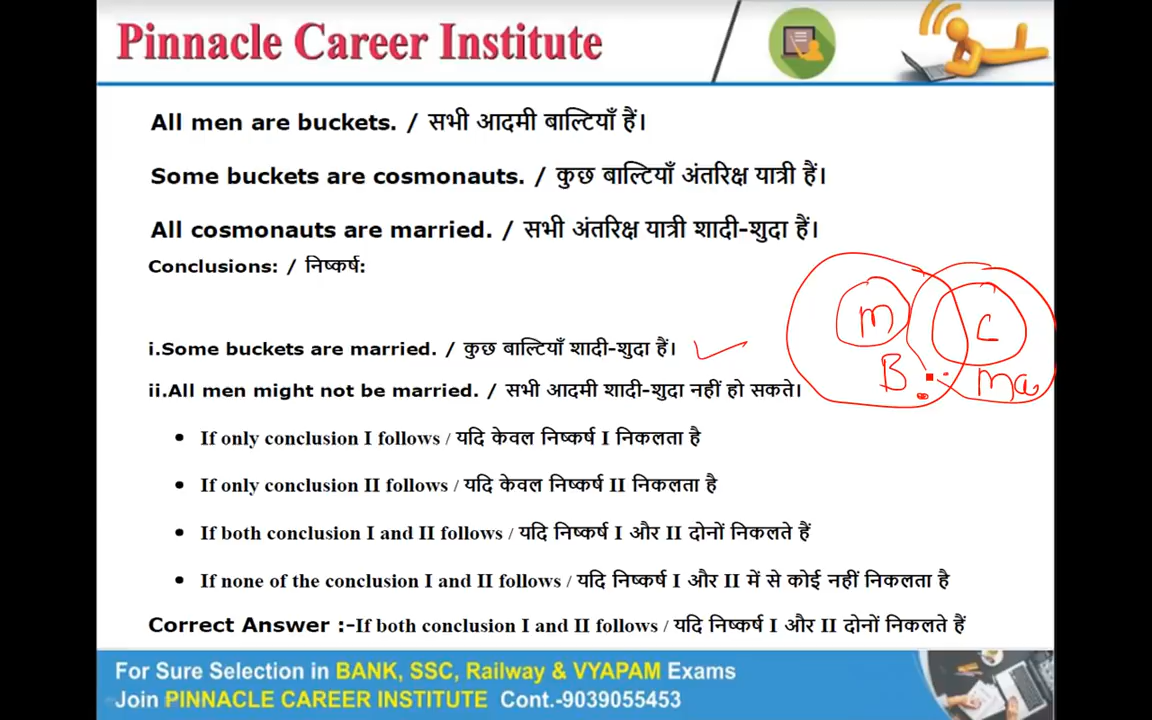 Pinnacle Career Institute
All men are buckets. / सभी आदमी बाल्टियाँ हैं।
Some buckets are cosmonauts. / कुछ बाल्टियाँ अंतरिक्ष यात्री हैं।
All cosmonauts are married. / सभी अंतरिक्ष यात्री शादी-शुदा हैं।
Conclusions: / निष्कर्ष:
m
C
B
ma
i.Some buckets are married. / कुछ बाल्टियाँ शादी-शुदा हैं।
ii.All men might not be married. / सभी आदमी शादी-शुदा नहीं हो सकते।
• If only conclusion I follows / यदि केवल निष्कर्ष I निकलता है
• If only conclusion II follows / यदि केवल निष्कर्ष II निकलता है
• If both conclusion I and II follows / यदि निष्कर्ष I और II दोनों निकलते हैं
• If none of the conclusion I and II follows / यदि निष्कर्ष I और II में से कोई नहीं निकलता है
Correct Answer :-If both conclusion I and II follows / यदि निष्कर्ष I और II दोनों निकलते हैं
For Sure Selection in BANK, SSC, Railway & VYAPAM Exams
Join PINNACLE CAREER INSTITUTE Cont.-9039055453